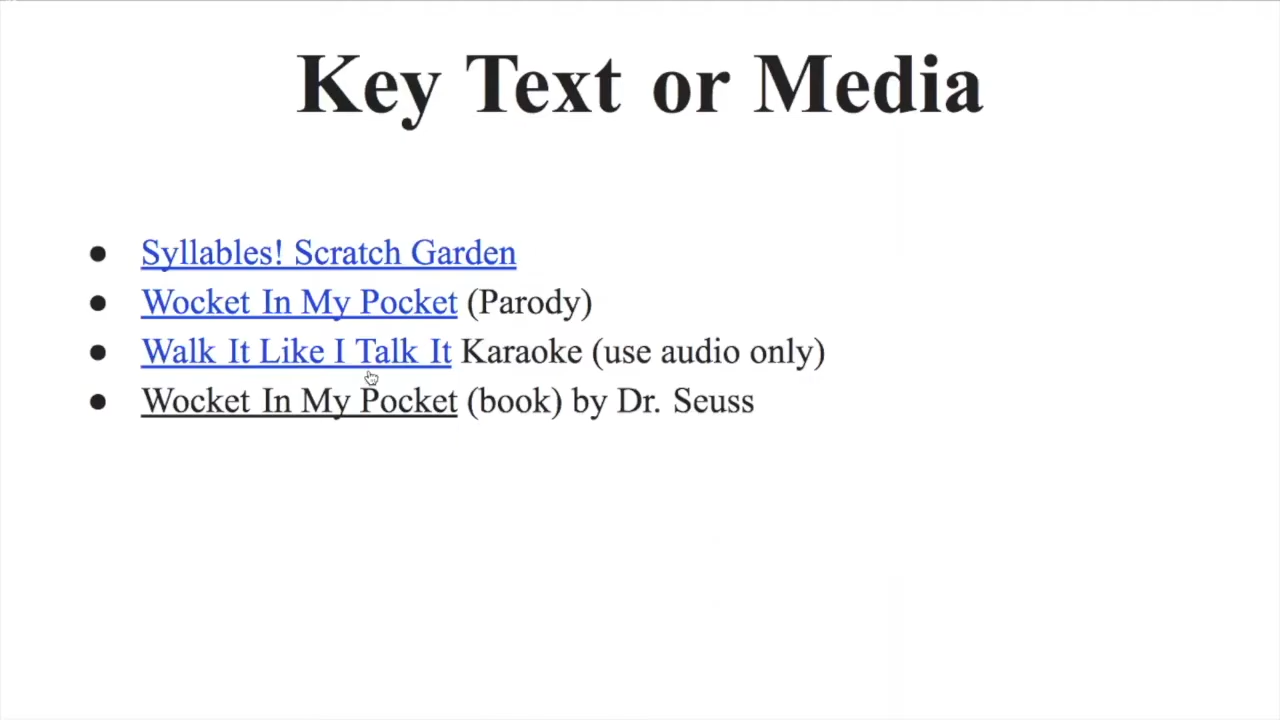 Key Text or Media
● Syllables! Scratch Garden
● Wocket In My Pocket (Parody)
● Walk It Like I Talk It Karaoke (use audio only)
● Wocket In My Pocket (book) by Dr. Seuss